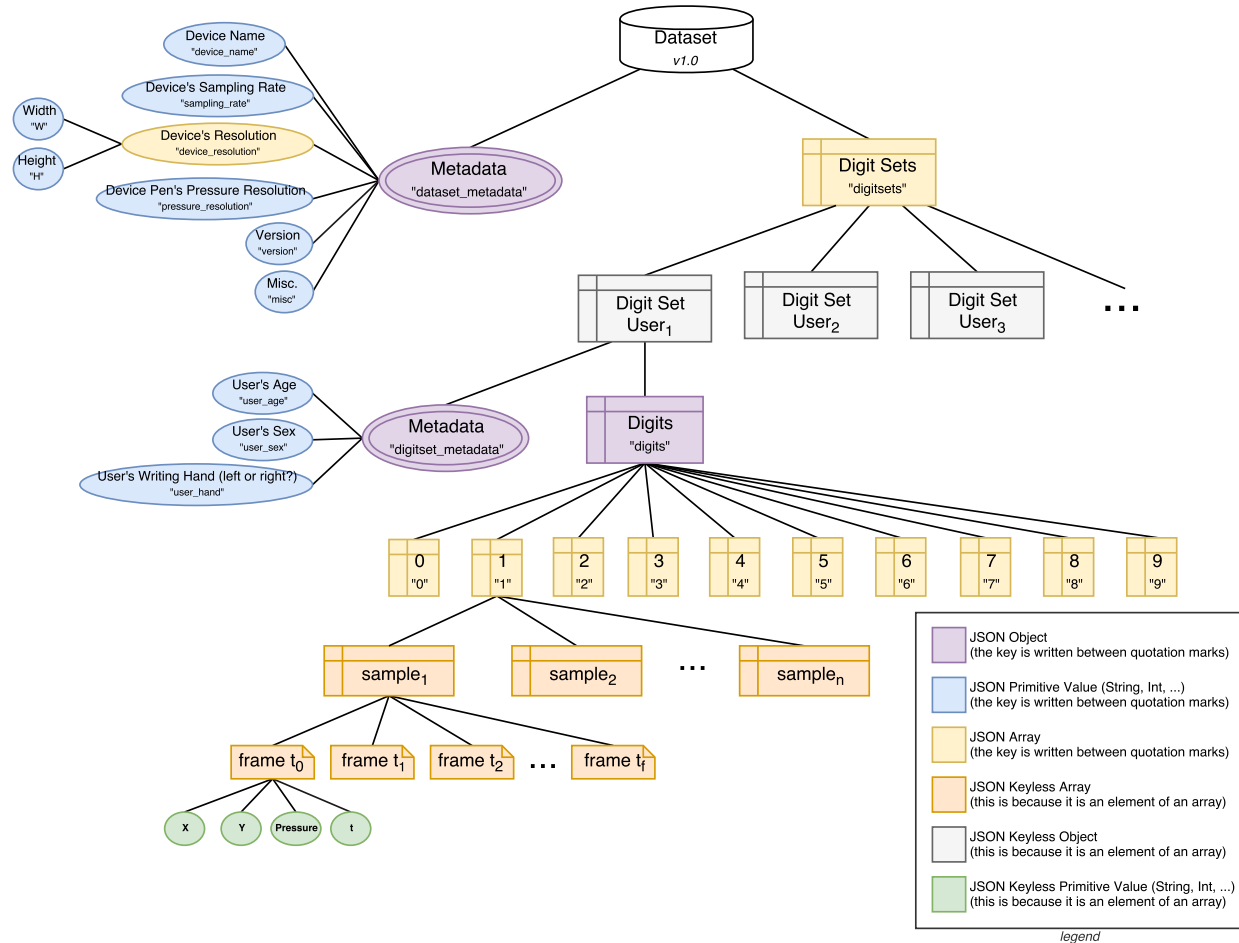 Dataset
v1.0
Device Name
"device_name"
Device's Sampling Rate
"sampling_rate"
Width
"W"
Device's Resolution
"device_resolution"
Height
"H"
Device Pen's Pressure Resolution
"pressure_resolution"
Version
"version"
Misc.
"misc"
Metadata
"dataset_metadata"
Digit Sets
"digitsets"
Digit Set
User1
Digit Set
User2
Digit Set
User3
...
User's Age
"user_age"
User's Sex
"user_sex"
User's Writing Hand (left or right?)
"user_hand"
Metadata
"digitset_metadata"
Digits
"digits"
0
"0"
1
"1"
2
"2"
3
"3"
4
"4"
5
"5"
6
"6"
7
"7"
8
"8"
9
"9"
sample1
sample2
...
samplen
frame t0
frame t1
frame t2
...
frame tf
X
Y
Pressure
t
JSON Object
(the key is written between quotation marks)
JSON Primitive Value (String, Int, ...)
(the key is written between quotation marks)
JSON Array
(the key is written between quotation marks)
JSON Keyless Array
(this is because it is an element of an array)
JSON Keyless Object
(this is because it is an element of an array)
JSON Keyless Primitive Value (String, Int, ...)
(this is because it is an element of an array)
legend